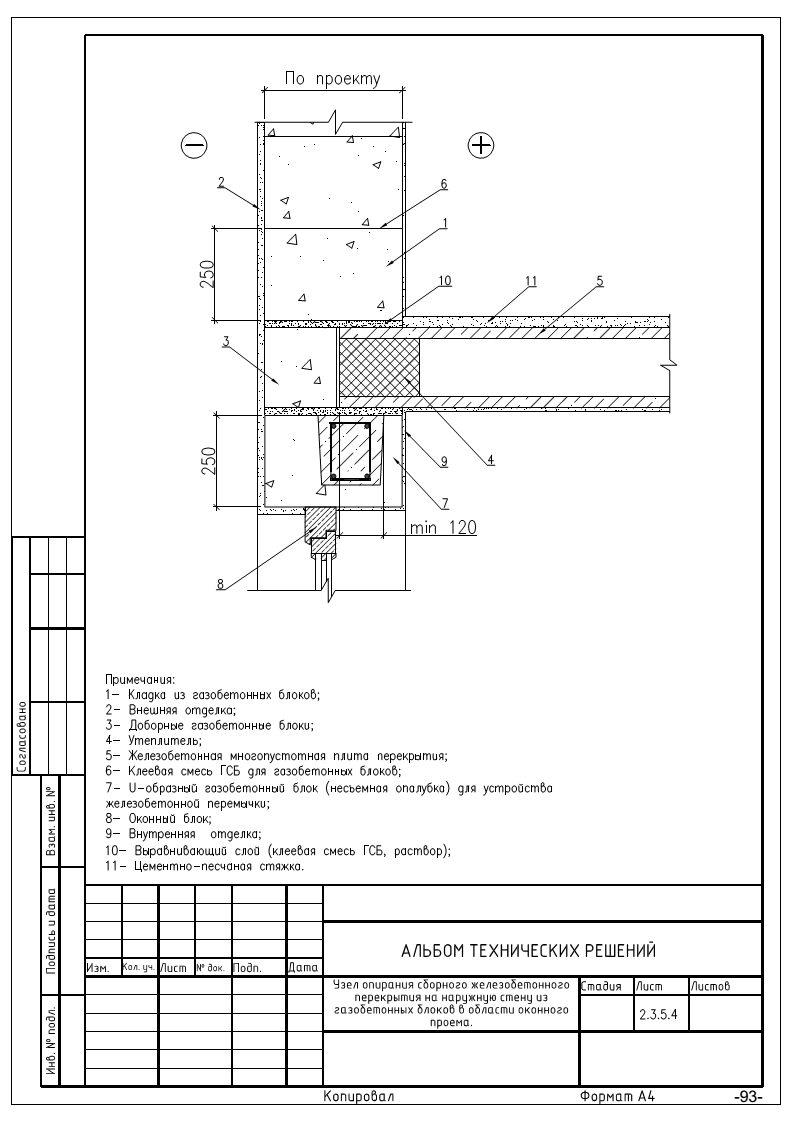 По проекту
2
6
1
250
10
11
5
3
250
9
4
7
min 120
8
Примечания:
1– Кладка из газобетонных блоков;
2– Внешняя отделка;
3– Доборные газобетонные блоки;
4– Утеплитель;
5– Железобетонная многопустотная плита перекрытия;
6– Клеевая смесь ГСБ для газобетонных блоков;
7– U-образный газобетонный блок (несъемная опалубка) для устройства
железобетонной перемычки;
8– Оконный блок;
9– Внутренняя отделка;
10– Выравнивающий слой (клеевая смесь ГСБ, раствор);
11– Цементно-песчаная стяжка.
Согласовано
Взам. инв. №
Подпись и дата
Инв. № подл.
Изм. Кол. уч. Лист № док. Подп. Дата
АЛЬБОМ ТЕХНИЧЕСКИХ РЕШЕНИЙ
Узел опирания сборного железобетонного
перекрытия на наружную стену из
газобетонных блоков в области оконного
проема.
Стадия Лист Листов
2.3.5.4
Копировал Формат А4 -93-